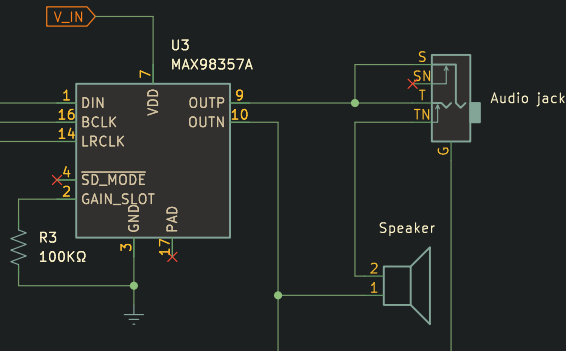 V_IN
U3
MAX98357A
7
VDD
1
DIN
OUTP
9
16
BCLK
OUTN
10
14
LRCLK
4
SD_MODE
2
GAIN_SLOT
GND
PAD
3
17
R3
100KΩ
S
SN
T
TN
G
Audio jack
Speaker
2
1